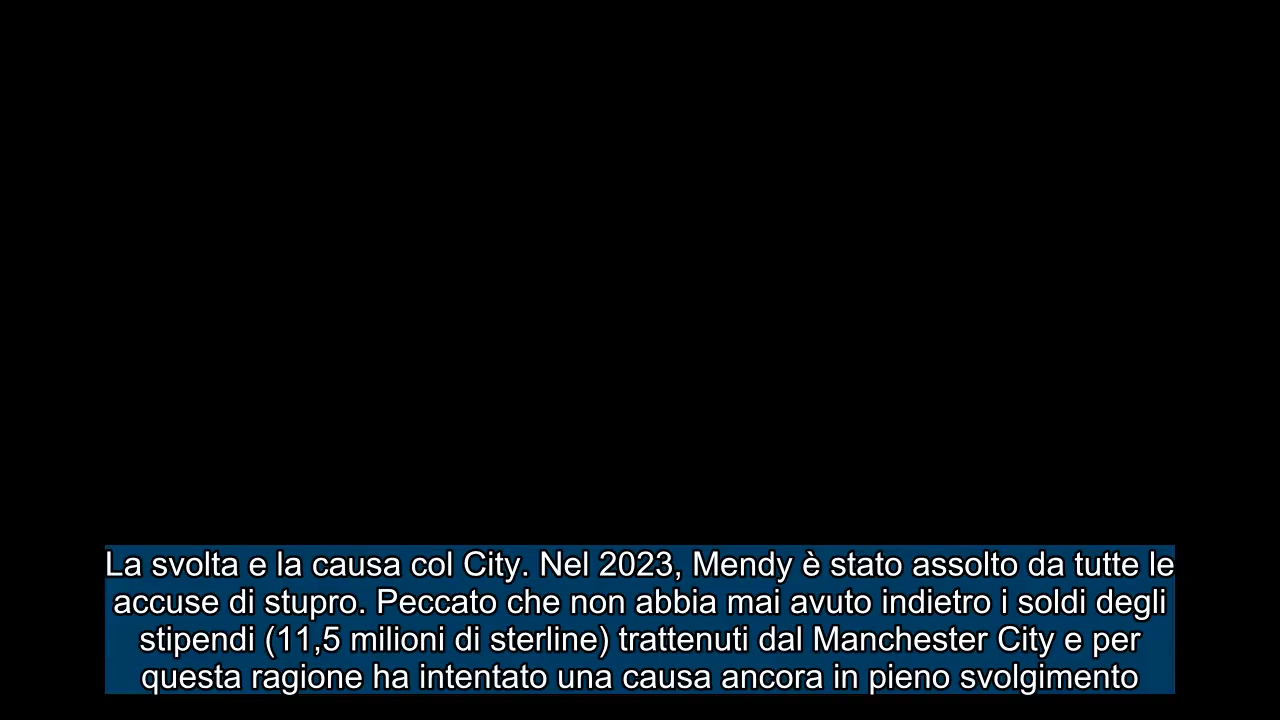 La svolta e la causa col City. Nel 2023, Mendy è stato assolto da tutte le
accuse di stupro. Peccato che non abbia mai avuto indietro i soldi degli
stipendi (11,5 milioni di sterline) trattenuti dal Manchester City e per
questa ragione ha intentato una causa ancora in pieno svolgimento